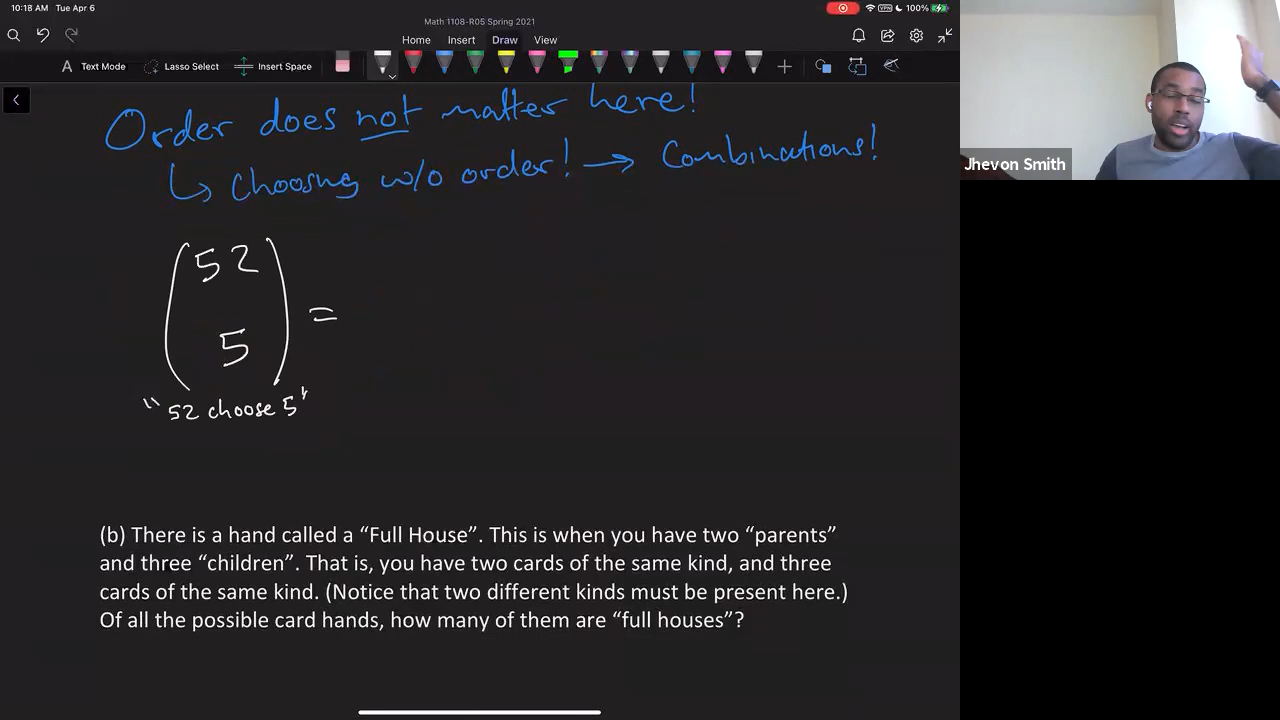 10:18 AM Tue Apr 6
100%
Math 1108-R05 Spring 2021
Home Insert Draw View
Text Mode Lasso Select Insert Space
Order does not matter here!
↳ choosing w/o order! → Combinations!
52
5
=
"52 choose 5"
(b) There is a hand called a “Full House”. This is when you have two “parents”
and three “children”. That is, you have two cards of the same kind, and three
cards of the same kind. (Notice that two different kinds must be present here.)
Of all the possible card hands, how many of them are “full houses”?
Jhevon Smith